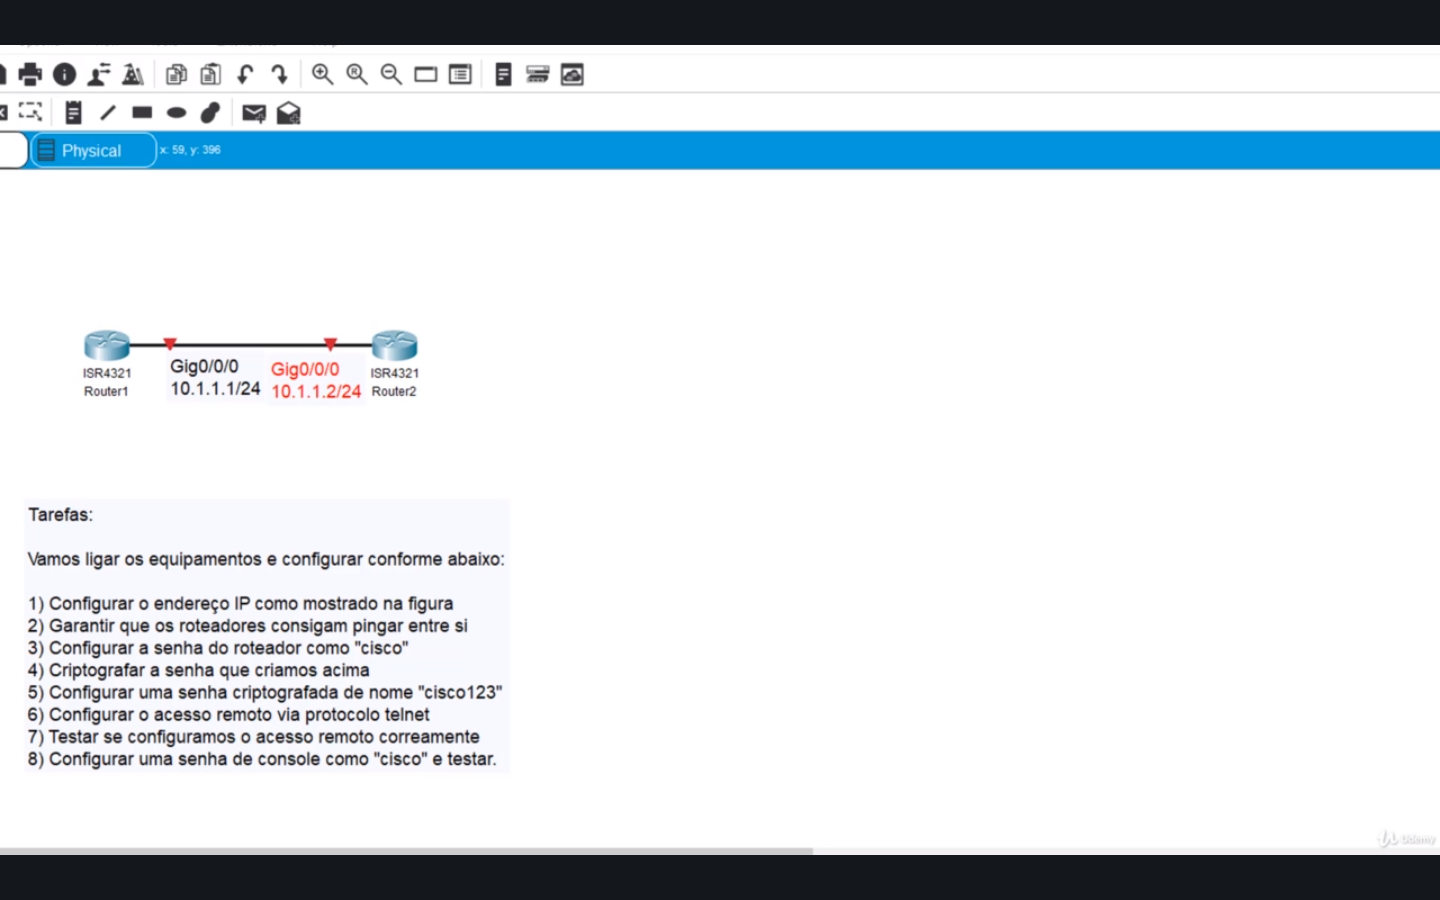 Physical
x: 59, y: 396
Gig0/0/0
10.1.1.1/24
Gig0/0/0
10.1.1.2/24
ISR4321
Router1
ISR4321
Router2
Tarefas:
Vamos ligar os equipamentos e configurar conforme abaixo:
1) Configurar o endereço IP como mostrado na figura
2) Garantir que os roteadores consigam pingar entre si
3) Configurar a senha do roteador como "cisco"
4) Criptografar a senha que criamos acima
5) Configurar uma senha criptografada de nome "cisco123"
6) Configurar o acesso remoto via protocolo telnet
7) Testar se configuramos o acesso remoto correamente
8) Configurar uma senha de console como "cisco" e testar.
Udemy